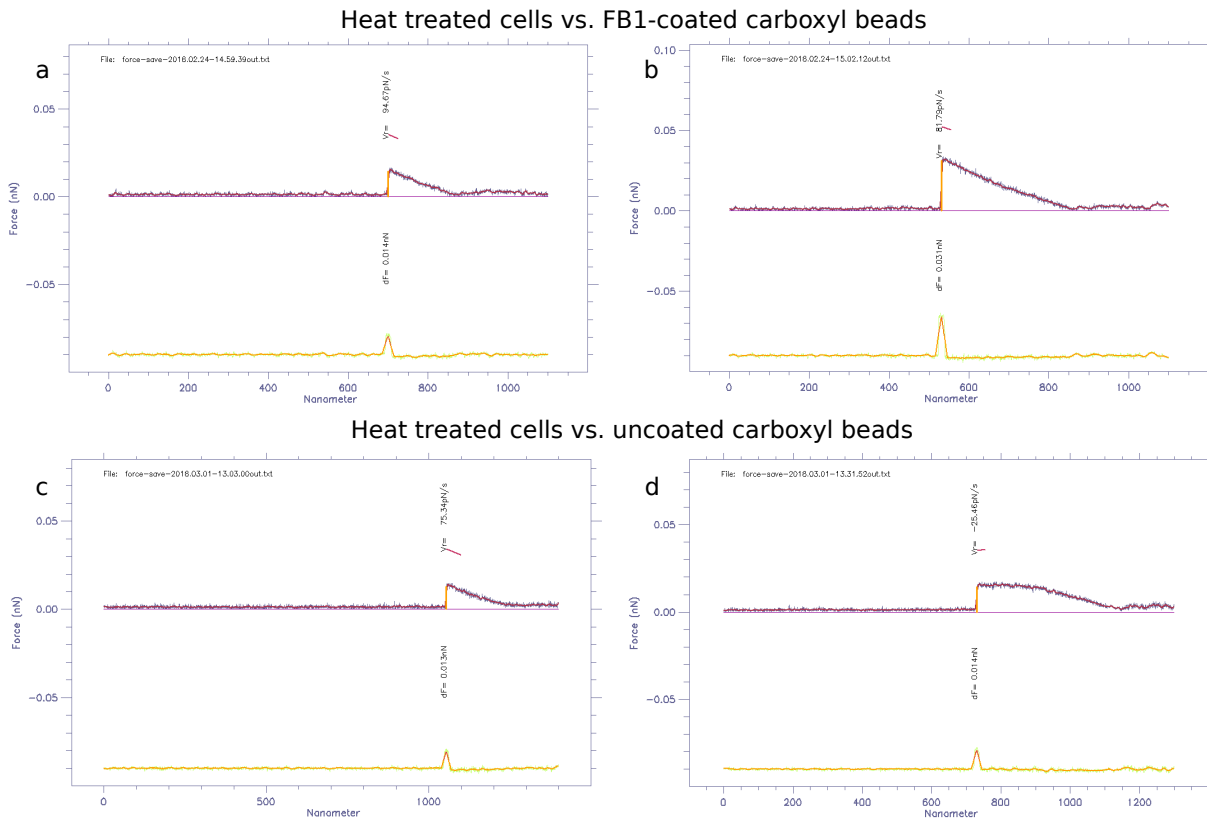 Heat treated cells vs. FB1-coated carboxyl beads
a
File: force-save-2016.02.24-14.59.39out.txt
Vr= 94.67pN/s
dF= 0.014nN
0.05
0.00
-0.05
Force (nN)
0 200 400 600 800 1000
Nanometer
b
File: force-save-2016.02.24-15.02.12out.txt
Vr= 81.79pN/s
dF= 0.031nN
0.10
0.05
0.00
-0.05
Force (nN)
0 200 400 600 800 1000
Nanometer
Heat treated cells vs. uncoated carboxyl beads
c
File: force-save-2016.03.01-13.03.00out.txt
Vr= 75.34pN/s
dF= 0.013nN
0.05
0.00
-0.05
Force (nN)
0 500 1000
Nanometer
d
File: force-save-2016.03.01-13.31.52out.txt
Vr= -25.46pN/s
dF= 0.014nN
0.05
0.00
-0.05
Force (nN)
0 200 400 600 800 1000 1200
Nanometer